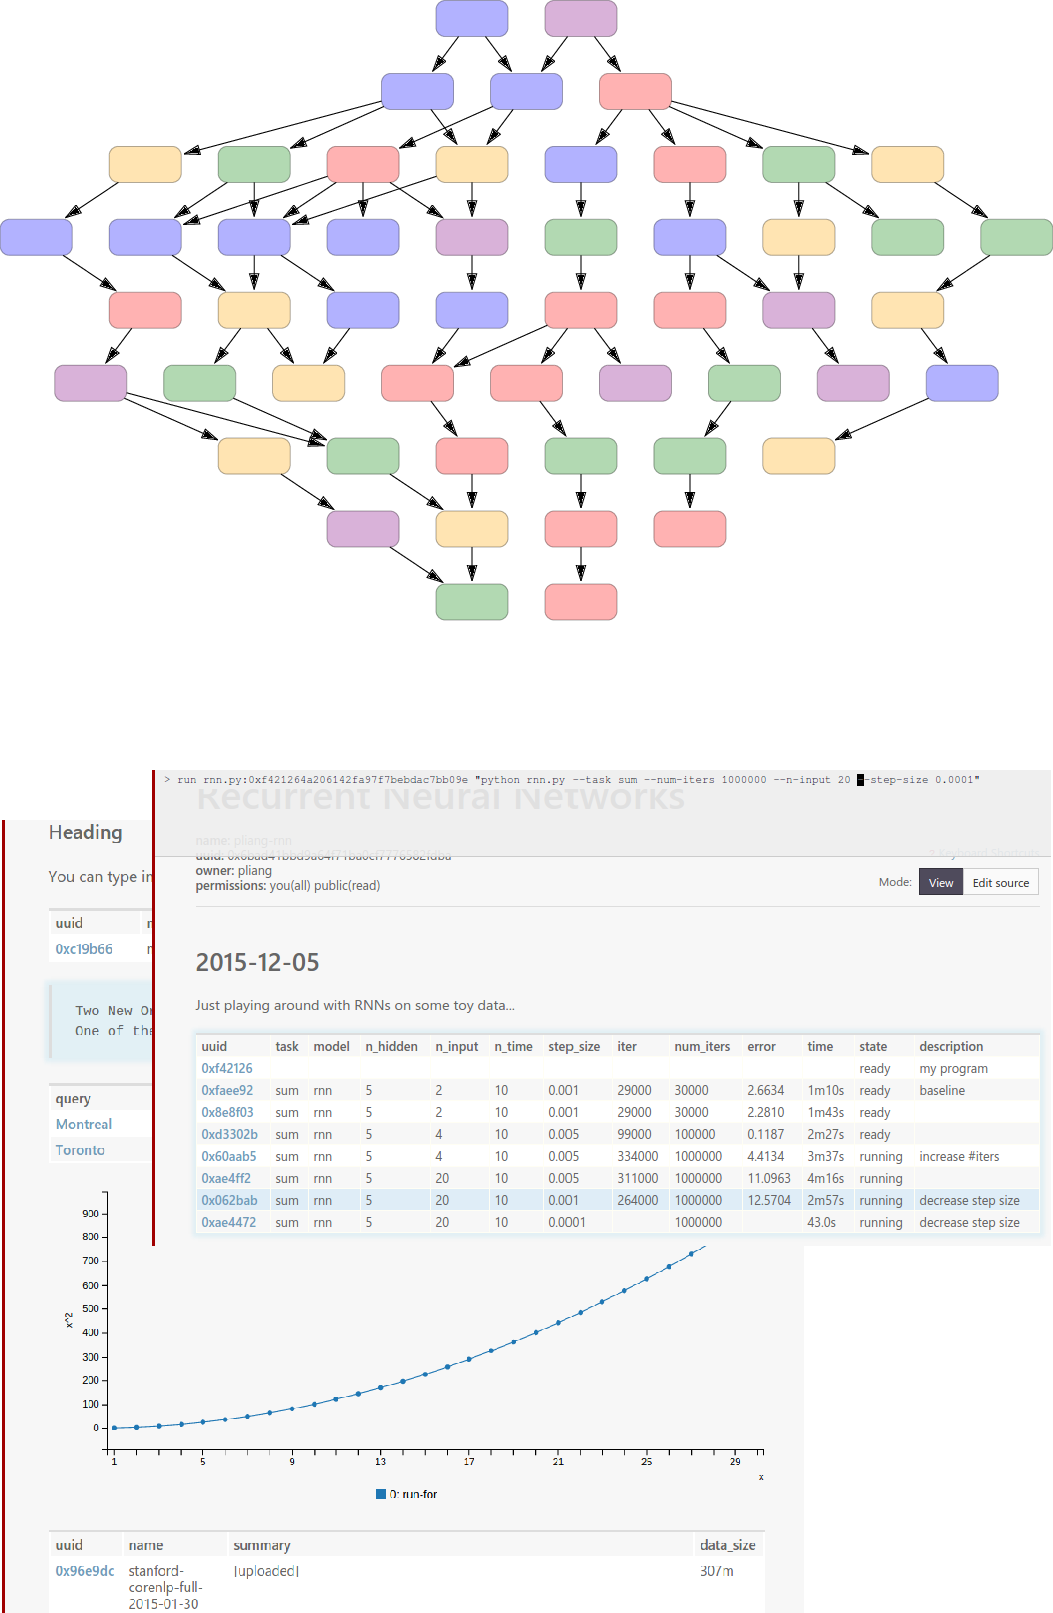 > run rnn.py:0xf421264a206142fa97f7bebdac7bb09e "python rnn.py --task sum --num-iters 1000000 --n-input 20 --step-size 0.0001"
Recurrent Neural Networks
name: pliang-rnn
uuid:
? Keyboard Shortcuts
owner: pliang
permissions: you(all) public(read)
Mode: View Edit source
2015-12-05
Just playing around with RNNs on some toy data...
uuid task model n_hidden n_input n_time step_size iter num_iters error time state description
0xf42126 ready my program
0xfaee92 sum rnn 5 2 10 0.001 29000 30000 2.6634 1m10s ready baseline
0x8e8f03 sum rnn 5 2 10 0.001 29000 30000 2.2810 1m43s ready
0xd3302b sum rnn 5 4 10 0.005 99000 100000 0.1187 2m27s ready
0x60aab5 sum rnn 5 4 10 0.005 334000 1000000 4.4134 3m37s running increase #iters
0xae4ff2 sum rnn 5 20 10 0.005 311000 1000000 11.0963 4m16s running
0x062bab sum rnn 5 20 10 0.001 264000 1000000 12.5704 2m57s running decrease step size
0xae4472 sum rnn 5 20 10 0.0001 1000000 43.0s running decrease step size
Heading
You can type in
uuid
0xc19b66
Two New
One of the
query
Montreal
Toronto
900
800
700
600
500
400
300
200
100
0
x^2
1 5 9 13 17 21 25 29
x
0: run-for
uuid name summary data_size
0x96e9dc stanford- [uploaded] 307m
corenlp-full-
2015-01-30